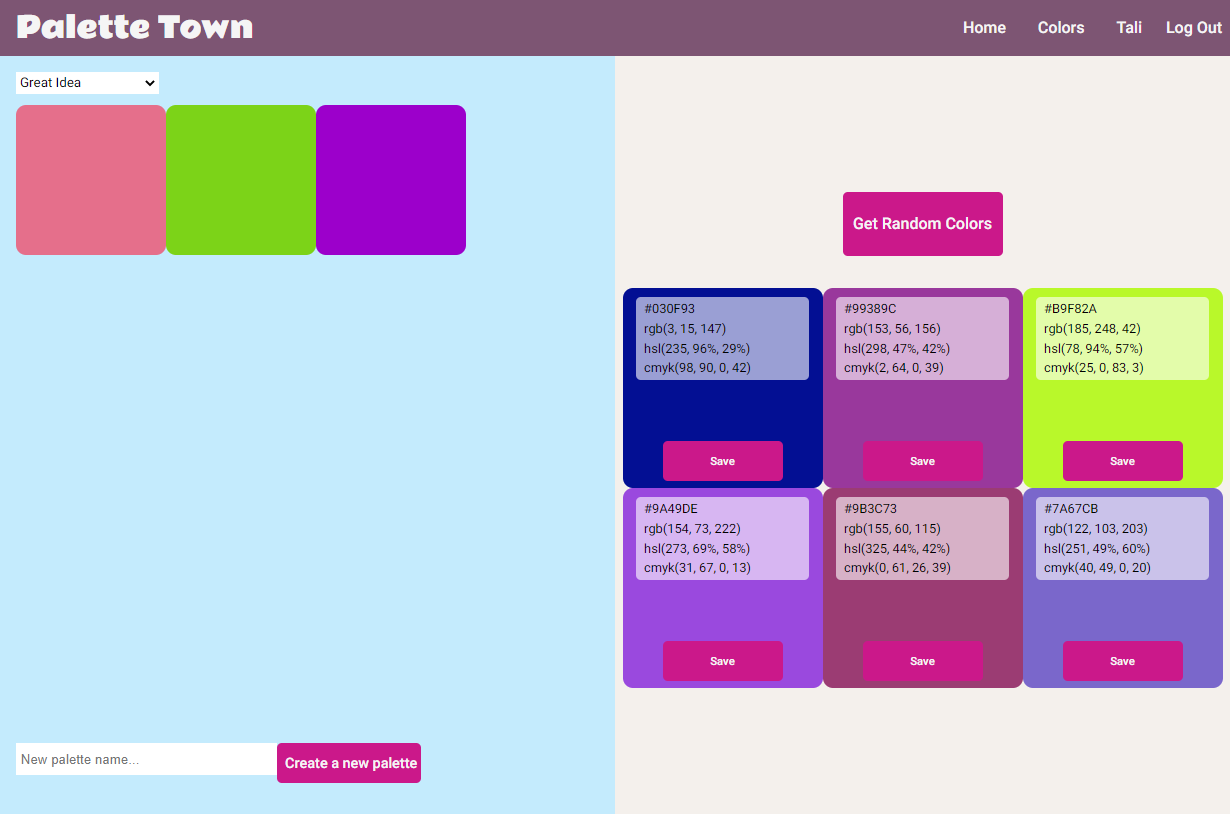 Palette Town
Home Colors Tali Log Out
Great Idea
Get Random Colors
#030F93
rgb(3, 15, 147)
hsl(235, 96%, 29%)
cmyk(98, 90, 0, 42)
Save
#99389C
rgb(153, 56, 156)
hsl(298, 47%, 42%)
cmyk(2, 64, 0, 39)
Save
#B9F82A
rgb(185, 248, 42)
hsl(78, 94%, 57%)
cmyk(25, 0, 83, 3)
Save
#9A49DE
rgb(154, 73, 222)
hsl(273, 69%, 58%)
cmyk(31, 67, 0, 13)
Save
#9B3C73
rgb(155, 60, 115)
hsl(325, 44%, 42%)
cmyk(0, 61, 26, 39)
Save
#7A67CB
rgb(122, 103, 203)
hsl(251, 49%, 60%)
cmyk(40, 49, 0, 20)
Save
New palette name...
Create a new palette